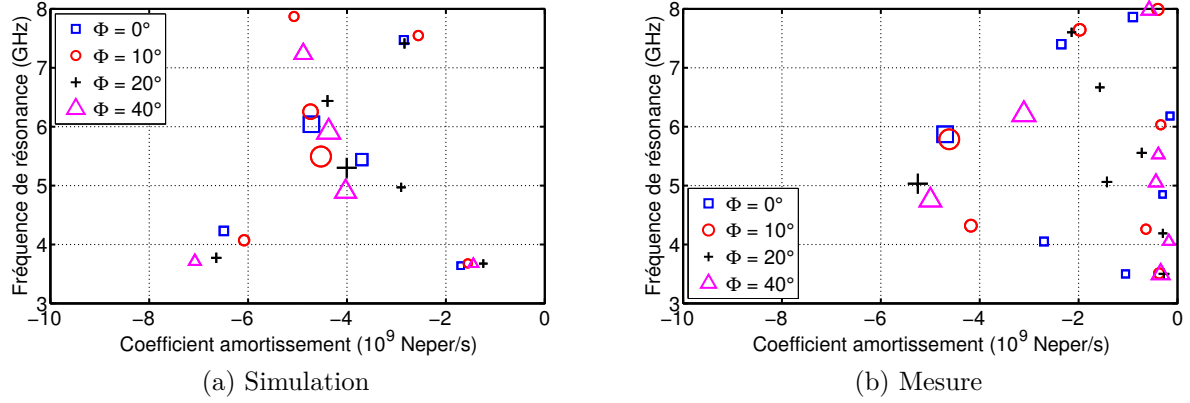 Fréquence de résonance (GHz)
8
7
6
5
4
3
Φ = 0°
Φ = 10°
Φ = 20°
Φ = 40°
−10 −8 −6 −4 −2 0
Coefficient amortissement (10⁹ Neper/s)
(a) Simulation
Fréquence de résonance (GHz)
8
7
6
5
4
3
Φ = 0°
Φ = 10°
Φ = 20°
Φ = 40°
−10 −8 −6 −4 −2 0
Coefficient amortissement (10⁹ Neper/s)
(b) Mesure